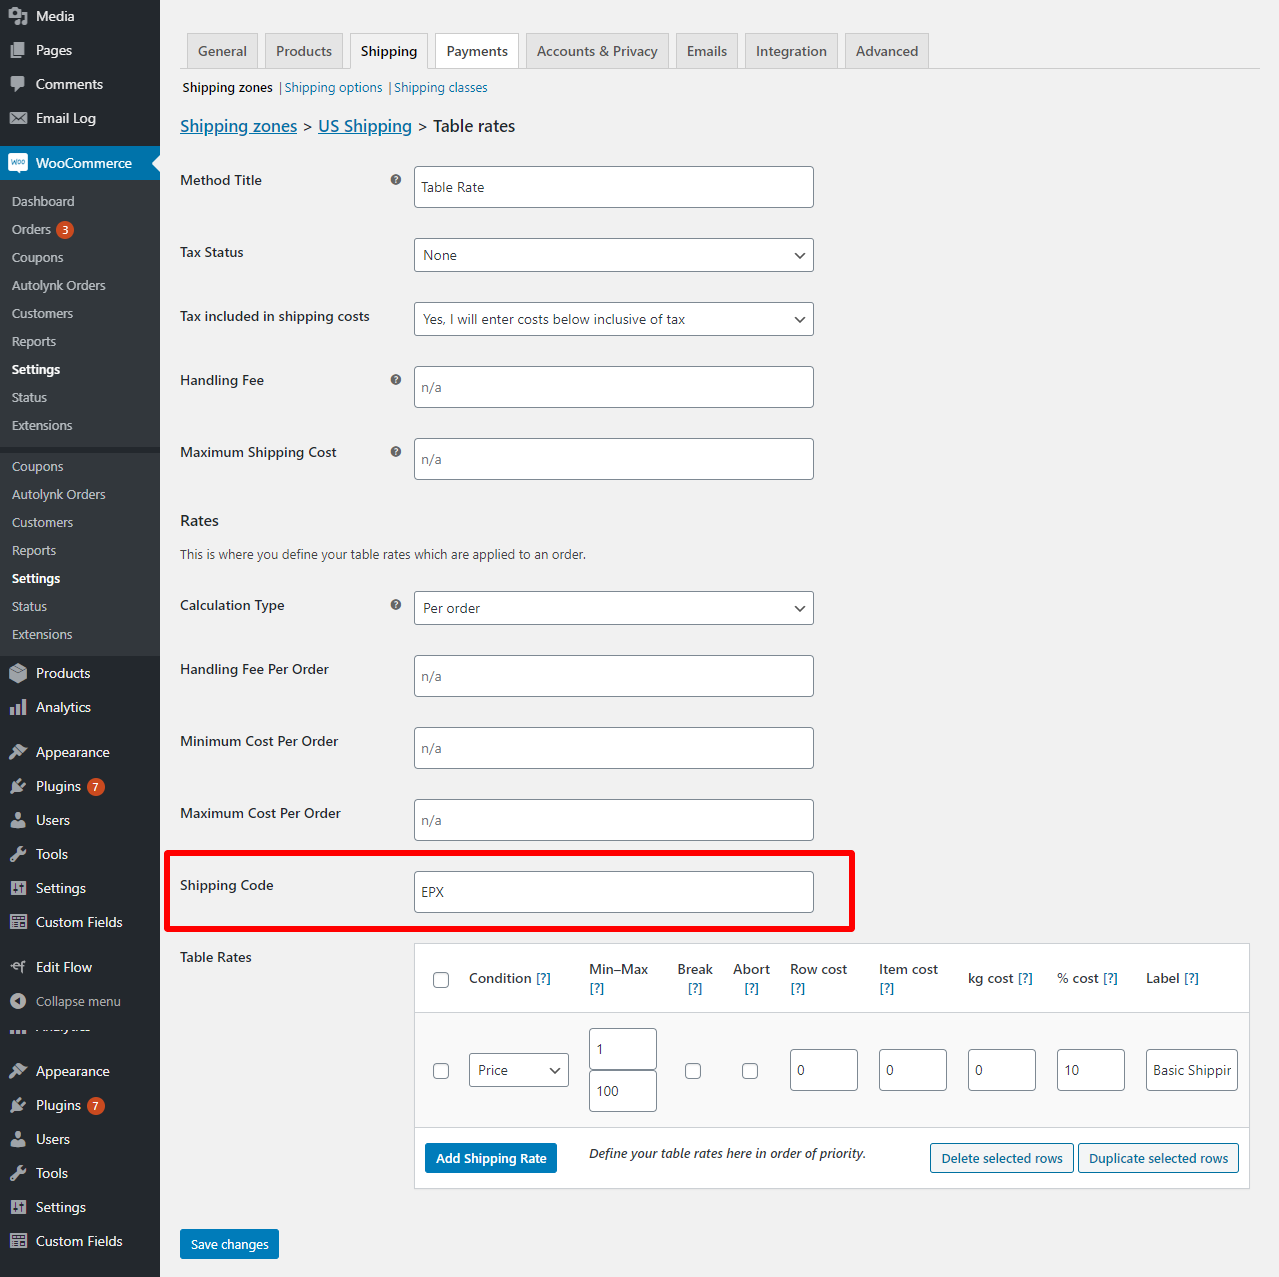 Media
Pages
Comments
Email Log
WOO WooCommerce
Dashboard
Orders 3
Coupons
Autolynk Orders
Customers
Reports
Settings
Status
Extensions
Coupons
Autolynk Orders
Customers
Reports
Settings
Status
Extensions
Products
Analytics
Appearance
Plugins 7
Users
Tools
Settings
Custom Fields
Edit Flow
Collapse menu
Appearance
Plugins 7
Users
Tools
Settings
Custom Fields
General Products Shipping Payments Accounts & Privacy Emails Integration Advanced
Shipping zones | Shipping options | Shipping classes
Shipping zones > US Shipping > Table rates
Method Title ? Table Rate
Tax Status None
Tax included in shipping costs Yes, I will enter costs below inclusive of tax
Handling Fee ? n/a
Maximum Shipping Cost ? n/a
Rates
This is where you define your table rates which are applied to an order.
Calculation Type ? Per order
Handling Fee Per Order n/a
Minimum Cost Per Order n/a
Maximum Cost Per Order n/a
Shipping Code EPX
Table Rates
Condition [?] Min–Max [?] Break [?] Abort [?] Row cost [?] Item cost [?] kg cost [?] % cost [?] Label [?]
Price 1 100 0 0 0 10 Basic Shippir
Add Shipping Rate Define your table rates here in order of priority. Delete selected rows Duplicate selected rows
Save changes